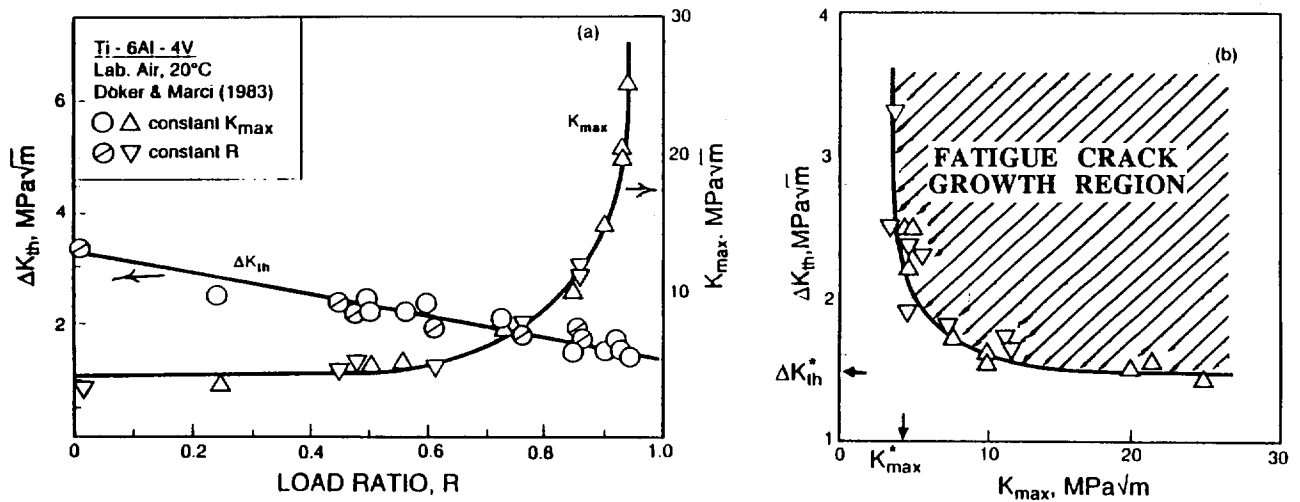 (a)
Ti - 6Al - 4V
Lab. Air, 20°C
Döker & Marci (1983)
○ △ constant Kmax
⊘ ▽ constant R
Kmax
ΔKth
ΔKth, MPa√m
6
4
2
30
20
10
Kmax. MPa√m
0
0.2
0.4
0.6
0.8
1.0
LOAD RATIO, R
(b)
FATIGUE CRACK
GROWTH REGION
ΔKth, MPa√m
4
3
2
1
ΔK*th
K*max
10
20
30
Kmax, MPa√m